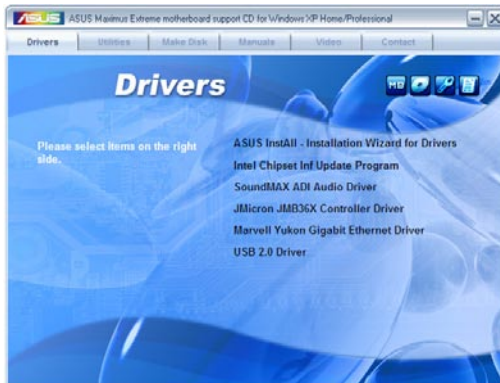 ASUS ASUS Maximus Extreme motherboard support CD for Windows XP Home/Professional
Drivers Utilities Make Disk Manuals Video Contact
Drivers
Please select items on the right
side.
ASUS InstAll - Installation Wizard for Drivers
Intel Chipset Inf Update Program
SoundMAX ADI Audio Driver
JMicron JMB36X Controller Driver
Marvell Yukon Gigabit Ethernet Driver
USB 2.0 Driver